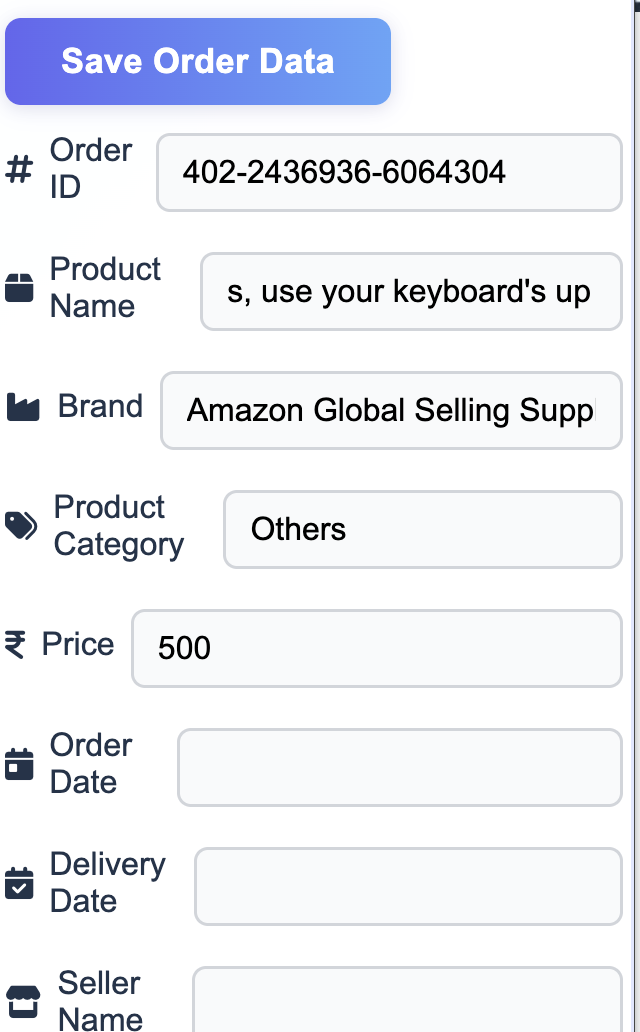 Save Order Data
Order
ID
402-2436936-6064304
Product
Name
s, use your keyboard's up
Brand
Amazon Global Selling Supp
Product
Category
Others
₹ Price
500
Order
Date
Delivery
Date
Seller
Name